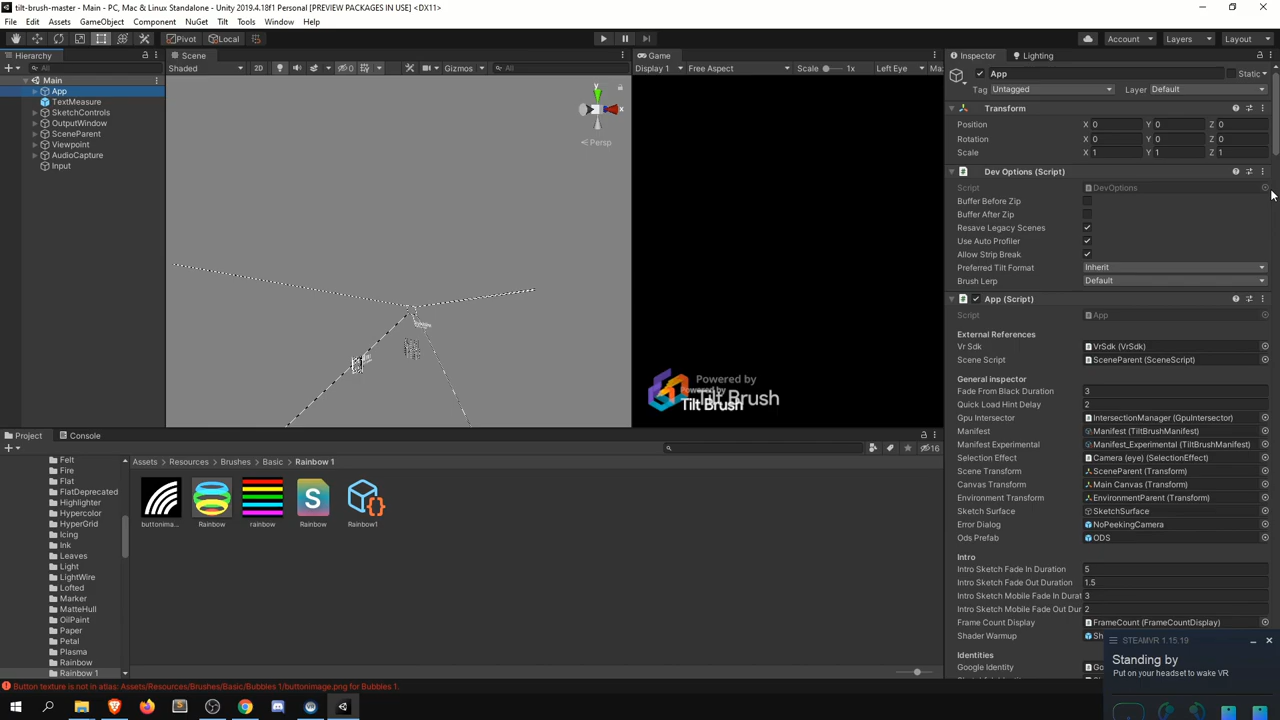 tilt-brush-master - Main - PC, Mac & Linux Standalone - Unity 2019.4.18f1 Personal [PREVIEW PACKAGES IN USE] <DX11>
File Edit Assets GameObject Component NuGet Tilt Tools Window Help
Pivot Local Account Layers Layout
Hierarchy Scene Game Inspector Lighting
All Shaded 2D 0 Gizmos All Display 1 Free Aspect Scale 1x Left Eye
Main
App
TextMeasure
SketchControls
OutputWindow
SceneParent
Viewpoint
AudioCapture
Input
y
x
Persp
Powered by
Tilt Brush
Tilt Brush
App Static
Tag Untagged Layer Default
Transform
Position X 0 Y 0 Z 0
Rotation X 0 Y 0 Z 0
Scale X 1 Y 1 Z 1
Dev Options (Script)
Script DevOptions
Buffer Before Zip
Buffer After Zip
Resave Legacy Scenes
Use Auto Profiler
Allow Strip Break
Preferred Tilt Format Inherit
Brush Lerp Default
App (Script)
Script App
External References
Vr Sdk VrSdk (VrSdk)
Scene Script SceneParent (SceneScript)
General inspector
Fade From Black Duration 3
Quick Load Hint Delay 2
Gpu Intersector IntersectionManager (GpuIntersector)
Manifest Manifest (TiltBrushManifest)
Manifest Experimental Manifest_Experimental (TiltBrushManifest)
Selection Effect Camera (eye) (SelectionEffect)
Scene Transform SceneParent (Transform)
Canvas Transform Main Canvas (Transform)
Environment Transform EnvironmentParent (Transform)
Sketch Surface SketchSurface
Error Dialog NoPeekingCamera
Ods Prefab ODS
Intro
Intro Sketch Fade In Duration 5
Intro Sketch Fade Out Duration 1.5
Intro Sketch Mobile Fade In Durat 3
Intro Sketch Mobile Fade Out Dur 2
Frame Count Display FrameCount (FrameCountDisplay)
Shader Warmup Sh
Identities
Google Identity Go
Project Console
16
Assets Resources Brushes Basic Rainbow 1
Felt
Fire
Flat
FlatDeprecated
Highlighter
Hypercolor
HyperGrid
Icing
Ink
Leaves
Light
LightWire
Lofted
Marker
MatteHull
OilPaint
Paper
Petal
Plasma
Rainbow
Rainbow 1
buttonima... Rainbow rainbow Rainbow Rainbow1
STEAMVR 1.15.19
Standing by
Put on your headset to wake VR
Button texture is not in atlas: Assets/Resources/Brushes/Basic/Bubbles 1/buttonimage.png for Bubbles 1.